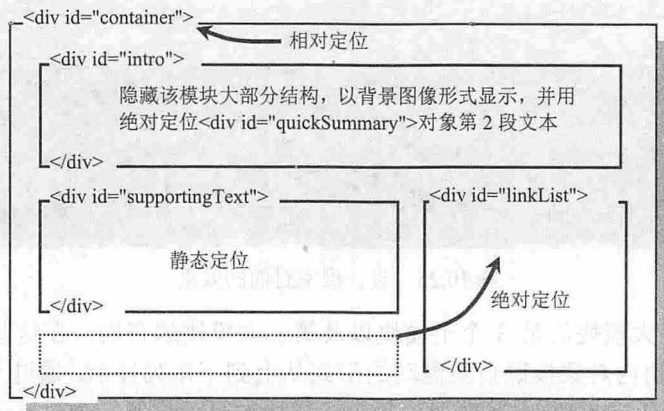 <div id="container">
相对定位
<div id="intro">
隐藏该模块大部分结构，以背景图像形式显示，并用
绝对定位<div id="quickSummary">对象第 2 段文本
</div>
<div id="supportingText">
<div id="linkList">
静态定位
绝对定位
</div>
</div>
</div>